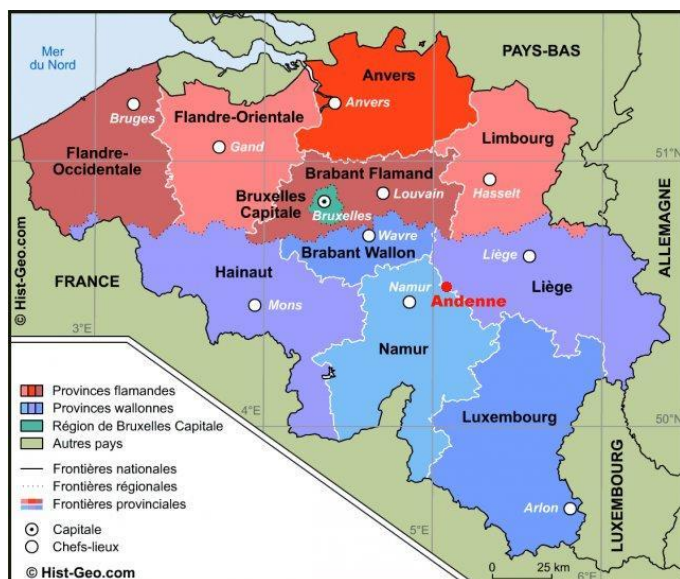 Mer
du Nord
PAYS-BAS
Anvers
Anvers
Bruges
Flandre-Orientale
Gand
Limbourg
Flandre-
Occidentale
51°N
Brabant Flamand
Louvain
Hasselt
Bruxelles
Capitale
Bruxelles
ALLEMAGNE
Wavre
Brabant Wallon
Liège
FRANCE
Hainaut
Namur
Andenne
Liège
© Hist-Geo.com
Mons
3°E
Namur
Provinces flamandes
Provinces wallonnes
Région de Bruxelles Capitale
Autres pays
Luxembourg
4°E
50°N
Frontières nationales
Frontières régionales
Frontières provinciales
LUXEMBOURG
Capitale
Chefs-lieux
Arlon
5°E
© Hist-Geo.com
0
25 km
6°E